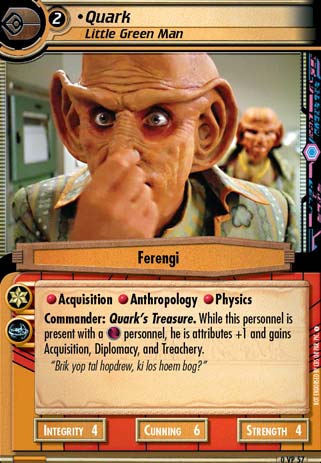 2 •Quark
Little Green Man
Ferengi
Acquisition Anthropology Physics
Commander: Quark's Treasure. While this personnel is
present with a personnel, he is attributes +1 and gains
Acquisition, Diplomacy, and Treachery.
"Brik yop tal hopdrew, ki los hoem bog?"
INTEGRITY 4 CUNNING 6 STRENGTH 4
0 VP 57